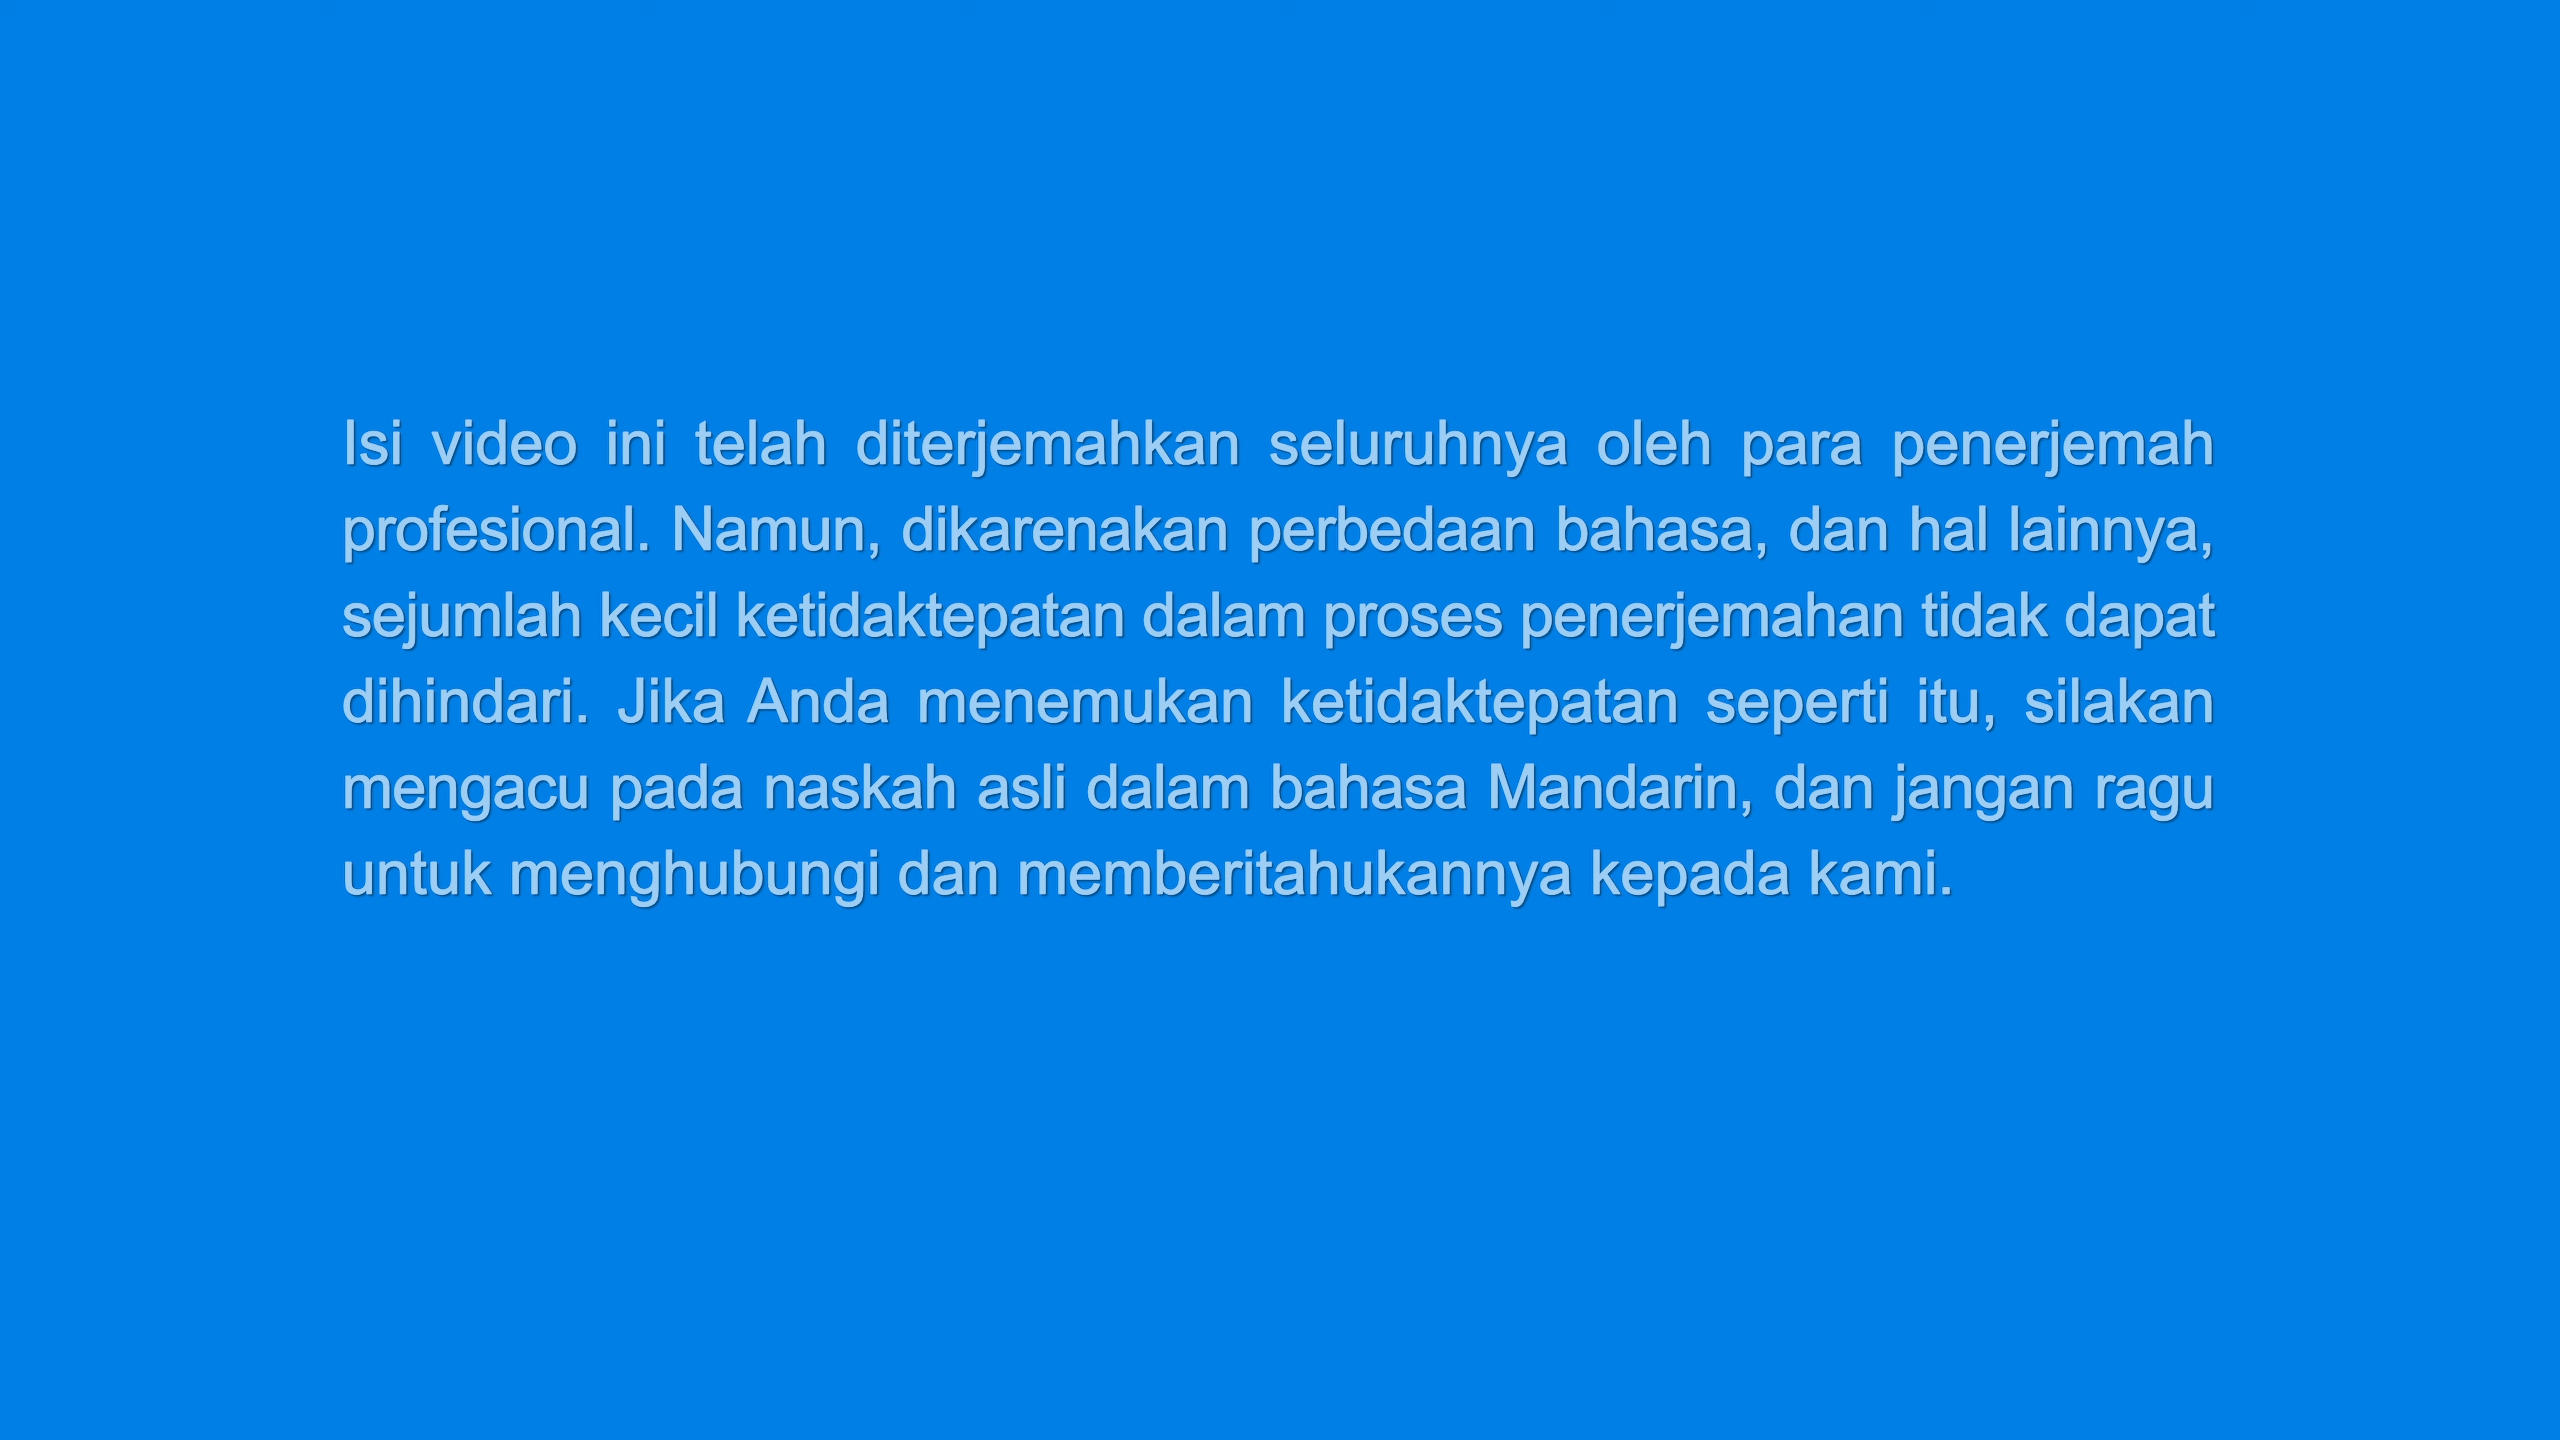 Isi video ini telah diterjemahkan seluruhnya oleh para penerjemah
profesional. Namun, dikarenakan perbedaan bahasa, dan hal lainnya,
sejumlah kecil ketidaktepatan dalam proses penerjemahan tidak dapat
dihindari. Jika Anda menemukan ketidaktepatan seperti itu, silakan
mengacu pada naskah asli dalam bahasa Mandarin, dan jangan ragu
untuk menghubungi dan memberitahukannya kepada kami.